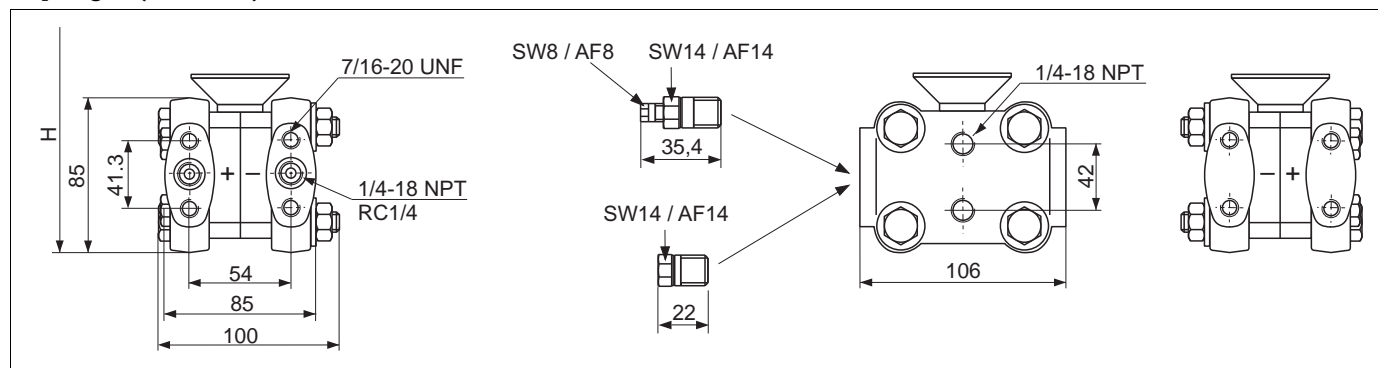 H
85
41.3
7/16-20 UNF
+ −
1/4-18 NPT
RC1/4
54
85
100
SW8 / AF8
SW14 / AF14
35,4
SW14 / AF14
22
1/4-18 NPT
42
106
− +